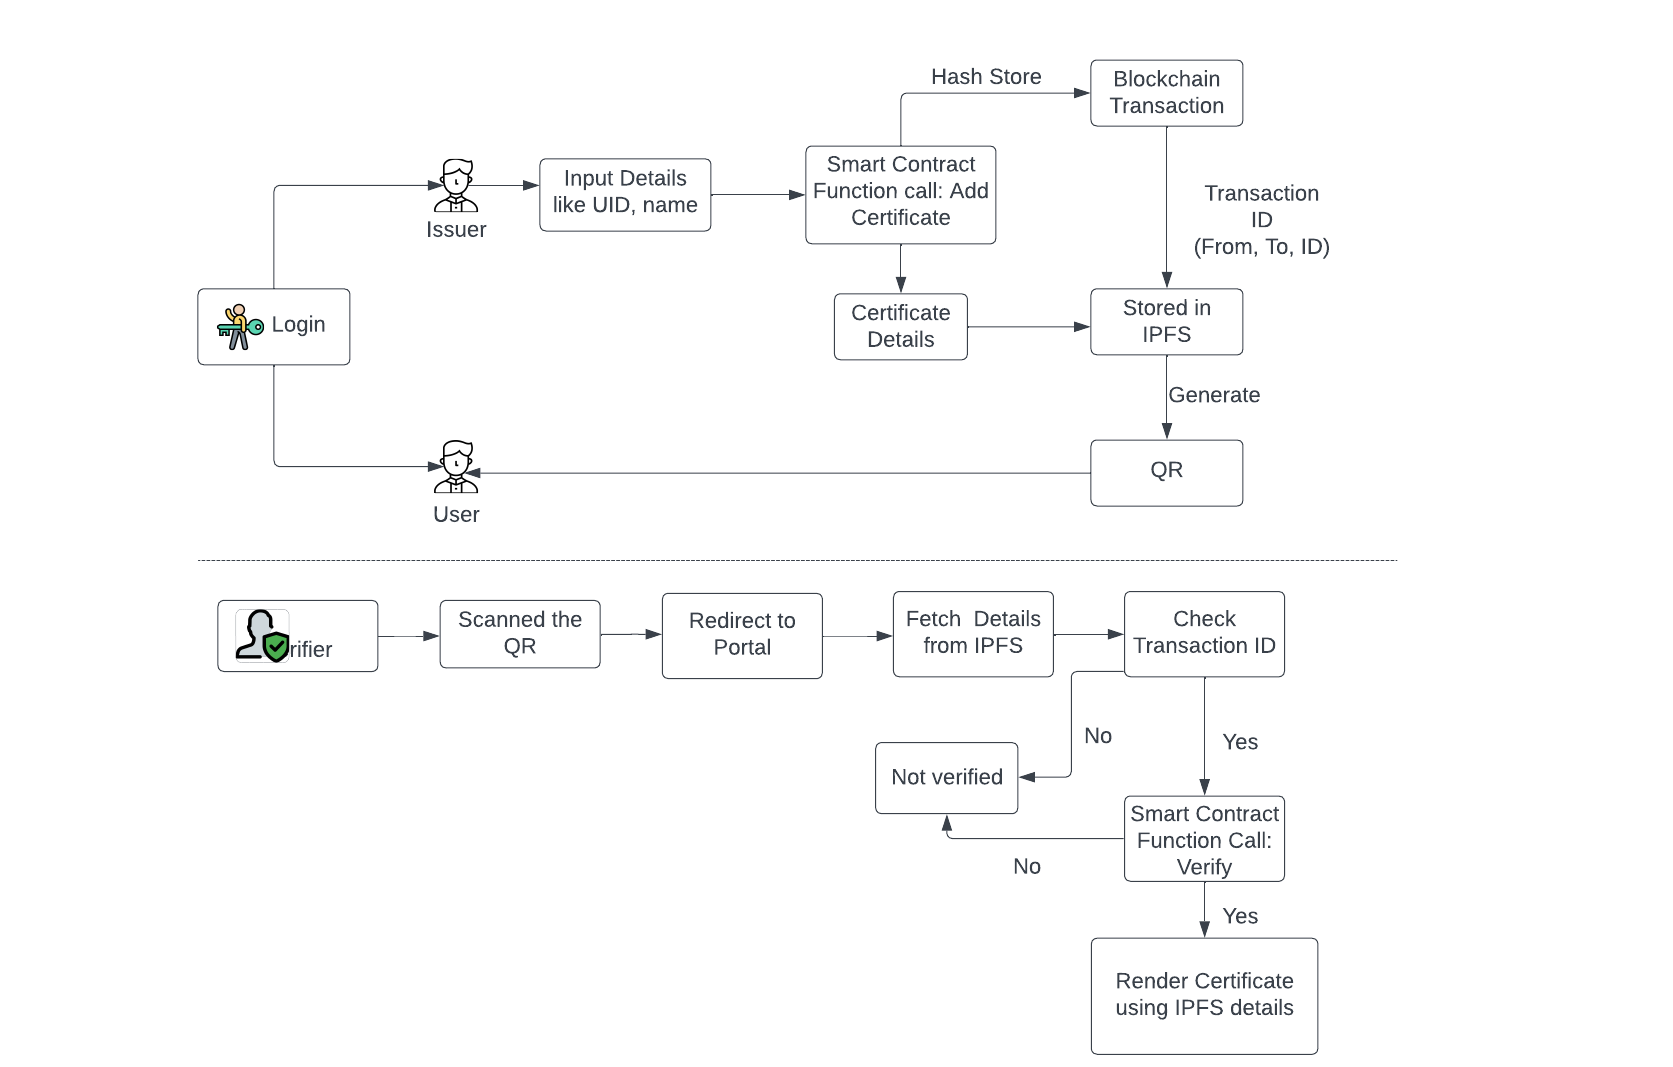 Hash Store
Blockchain
Transaction
Smart Contract
Function call: Add
Certificate
Input Details
like UID, name
Issuer
Transaction
ID
(From, To, ID)
Login
Certificate
Details
Stored in
IPFS
Generate
QR
User
rifier
Scanned the
QR
Redirect to
Portal
Fetch  Details
from IPFS
Check
Transaction ID
No
Yes
Not verified
Smart Contract
Function Call:
Verify
No
Yes
Render Certificate
using IPFS details